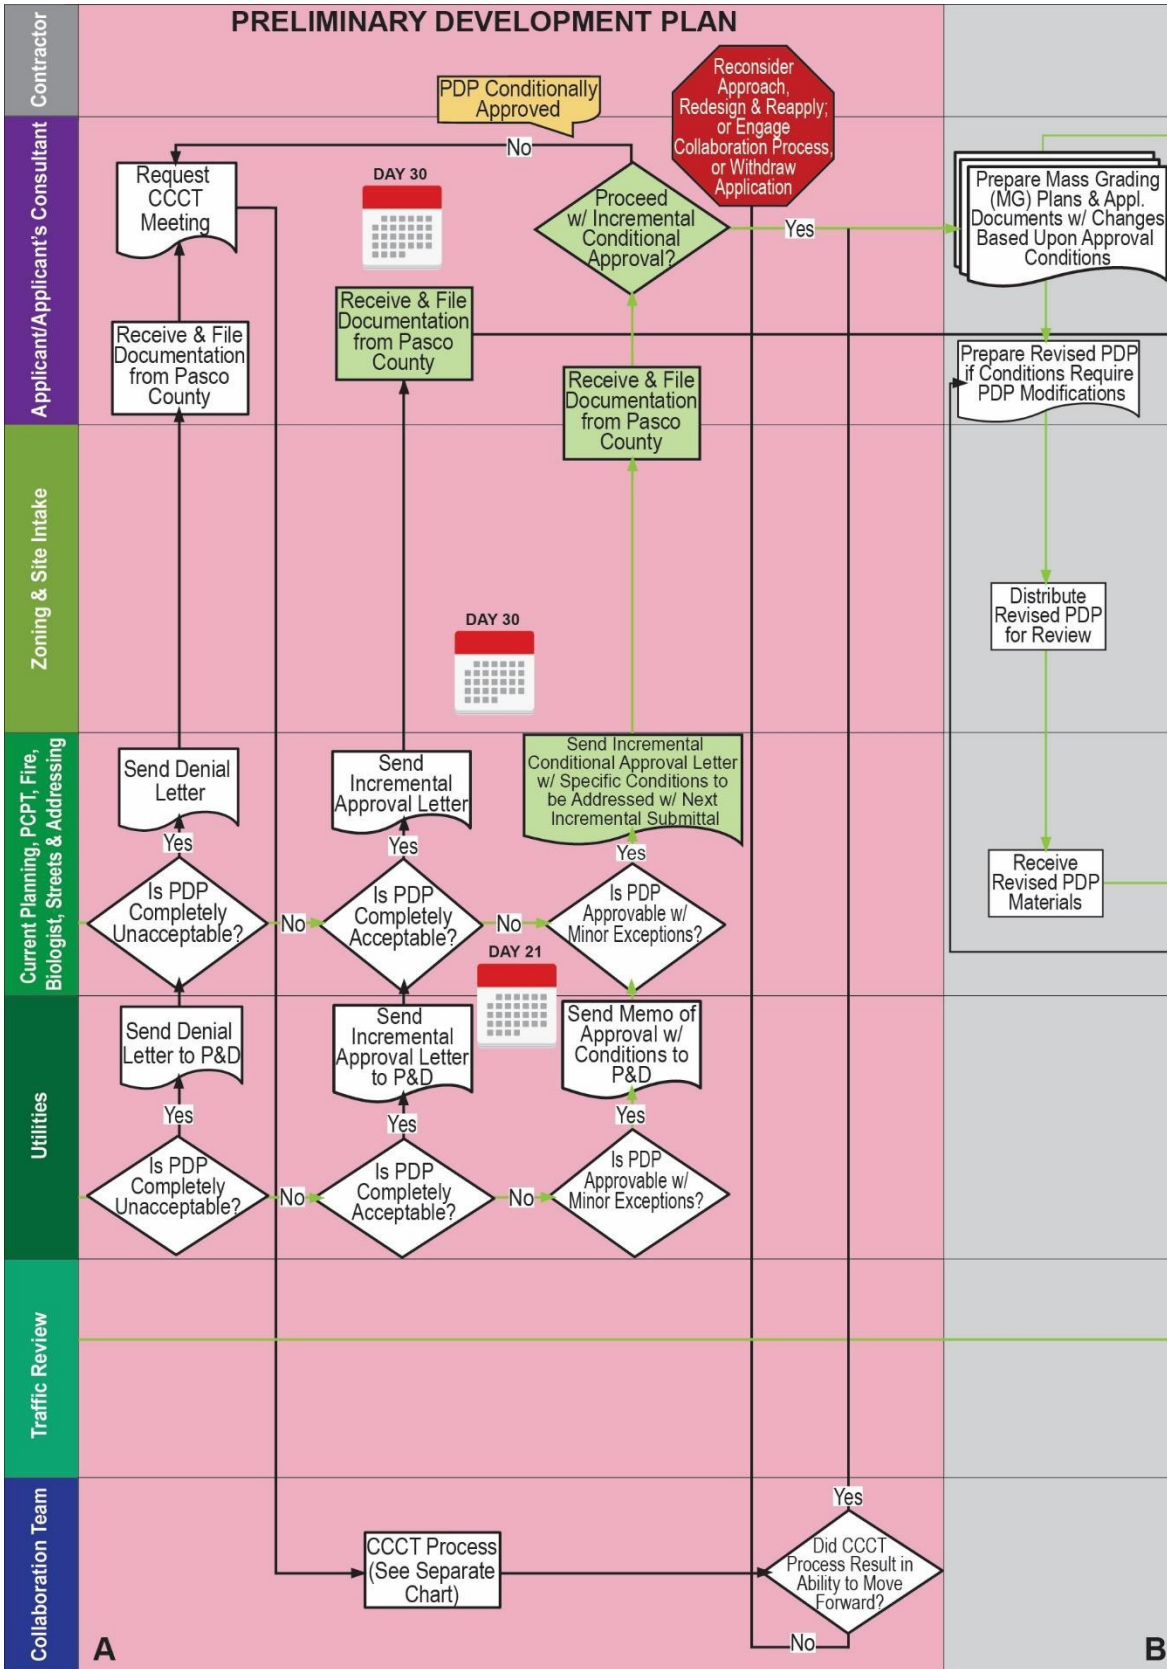 PRELIMINARY DEVELOPMENT PLAN
Contractor
PDP Conditionally
Approved
Reconsider
Approach,
Redesign & Reapply;
or Engage
Collaboration Process,
or Withdraw
Application
Applicant/Applicant's Consultant
Request
CCCT
Meeting
No
DAY 30
Proceed
w/ Incremental
Conditional
Approval?
Yes
Prepare Mass Grading
(MG) Plans & Appl.
Documents w/ Changes
Based Upon Approval
Conditions
Receive & File
Documentation
from Pasco
County
Receive & File
Documentation
from Pasco
County
Receive & File
Documentation
from Pasco
County
Prepare Revised PDP
if Conditions Require
PDP Modifications
Zoning & Site Intake
DAY 30
Distribute
Revised PDP
for Review
Current Planning, PCPT, Fire,
Biologist, Streets & Addressing
Send Denial
Letter
Send
Incremental
Approval Letter
Send Incremental
Conditional Approval Letter
w/ Specific Conditions to
be Addressed w/ Next
Incremental Submittal
Yes
Yes
Yes
Is PDP
Completely
Unacceptable?
No
Is PDP
Completely
Acceptable?
No
Is PDP
Approvable w/
Minor Exceptions?
Receive
Revised PDP
Materials
DAY 21
Utilities
Send Denial
Letter to P&D
Send
Incremental
Approval Letter
to P&D
Send Memo of
Approval w/
Conditions to
P&D
Yes
Yes
Yes
Is PDP
Completely
Unacceptable?
No
Is PDP
Completely
Acceptable?
No
Is PDP
Approvable w/
Minor Exceptions?
Traffic Review
Collaboration Team
CCCT Process
(See Separate
Chart)
Yes
Did CCCT
Process Result in
Ability to Move
Forward?
No
A
B